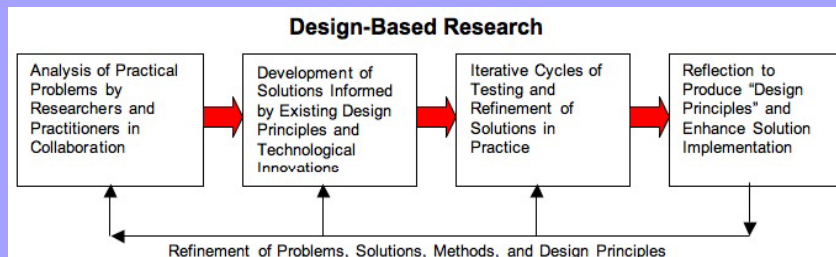 Design-Based Research
Analysis of Practical
Problems by
Researchers and
Practitioners in
Collaboration
Development of
Solutions Informed
by Existing Design
Principles and
Technological
Innovations
Iterative Cycles of
Testing and
Refinement of
Solutions in
Practice
Reflection to
Produce “Design
Principles” and
Enhance Solution
Implementation
Refinement of Problems, Solutions, Methods, and Design Principles